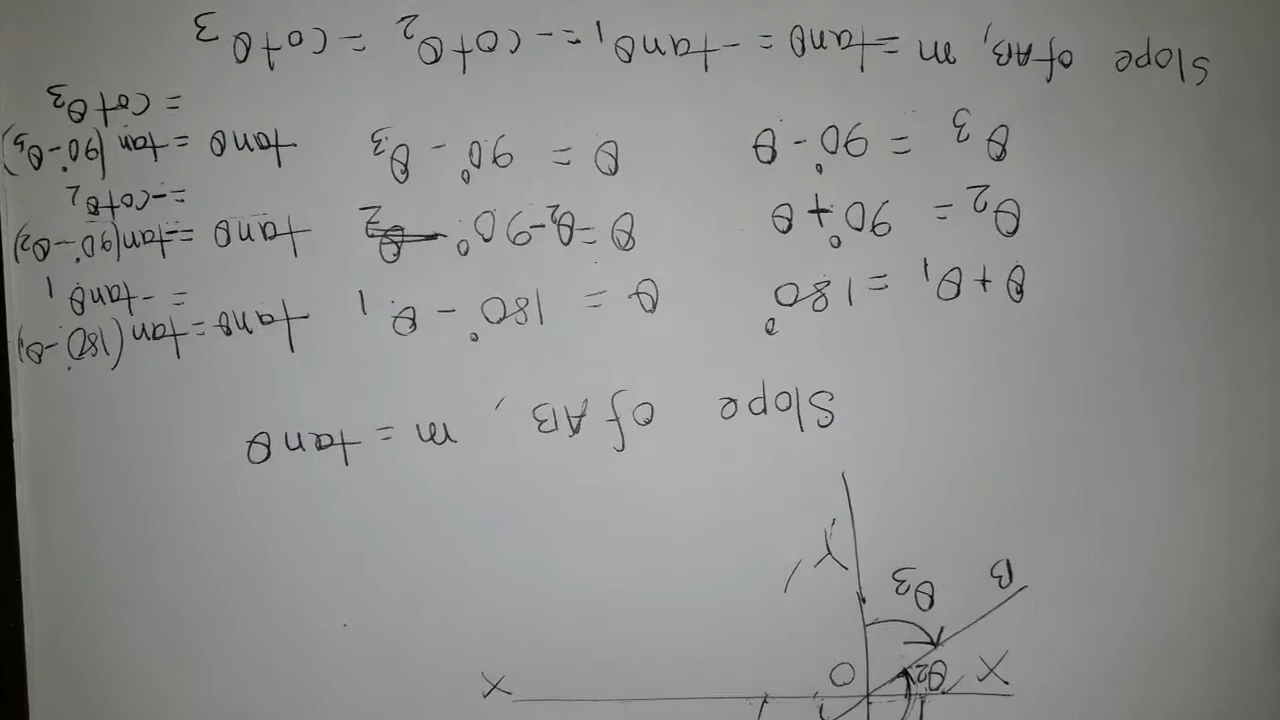 X' θ₂ O X
B θ₃ Y'
Slope of AB, m = tanθ
θ+θ₁ = 180° θ = 180° - θ₁ tanθ = tan(180°-θ₁)
= -tanθ₁
θ₂ = 90°+θ θ = θ₂-90° tanθ = -tan(90°-θ₂)
= -cotθ₂
θ₃ = 90°-θ θ = 90° - θ₃ tanθ = tan(90°-θ₃)
= cotθ₃
Slope of AB, m = tanθ = -tanθ₁ = -cotθ₂ = cotθ₃